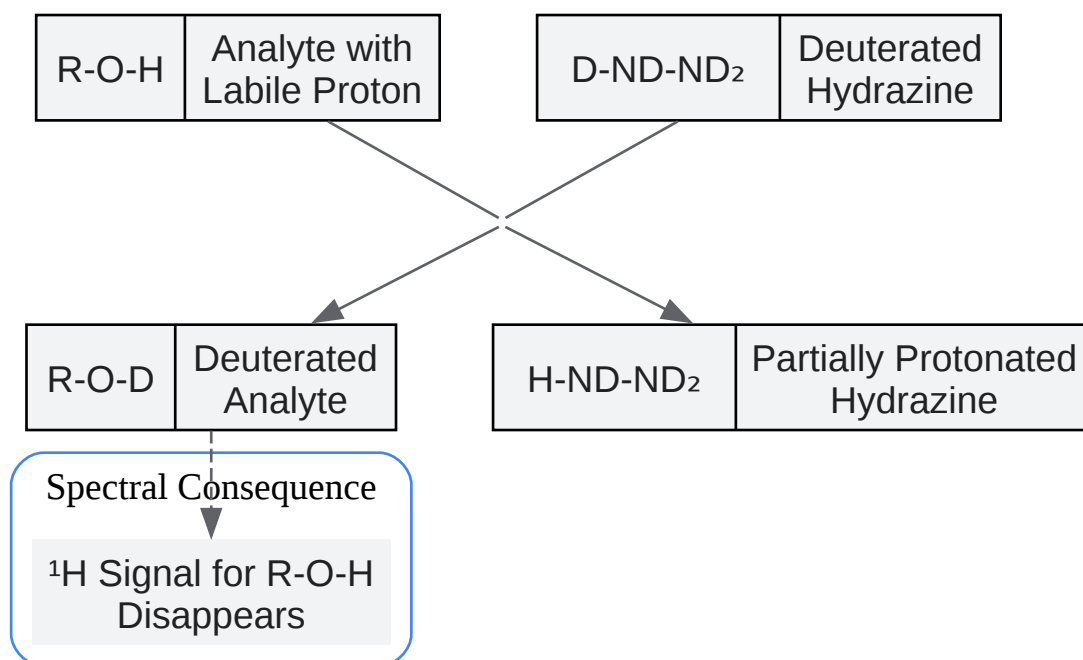 R-O-H
Analyte with
Labile Proton
D-ND-ND₂
Deuterated
Hydrazine
R-O-D
Deuterated
Analyte
H-ND-ND₂
Partially Protonated
Hydrazine
Spectral Consequence
¹H Signal for R-O-H
Disappears